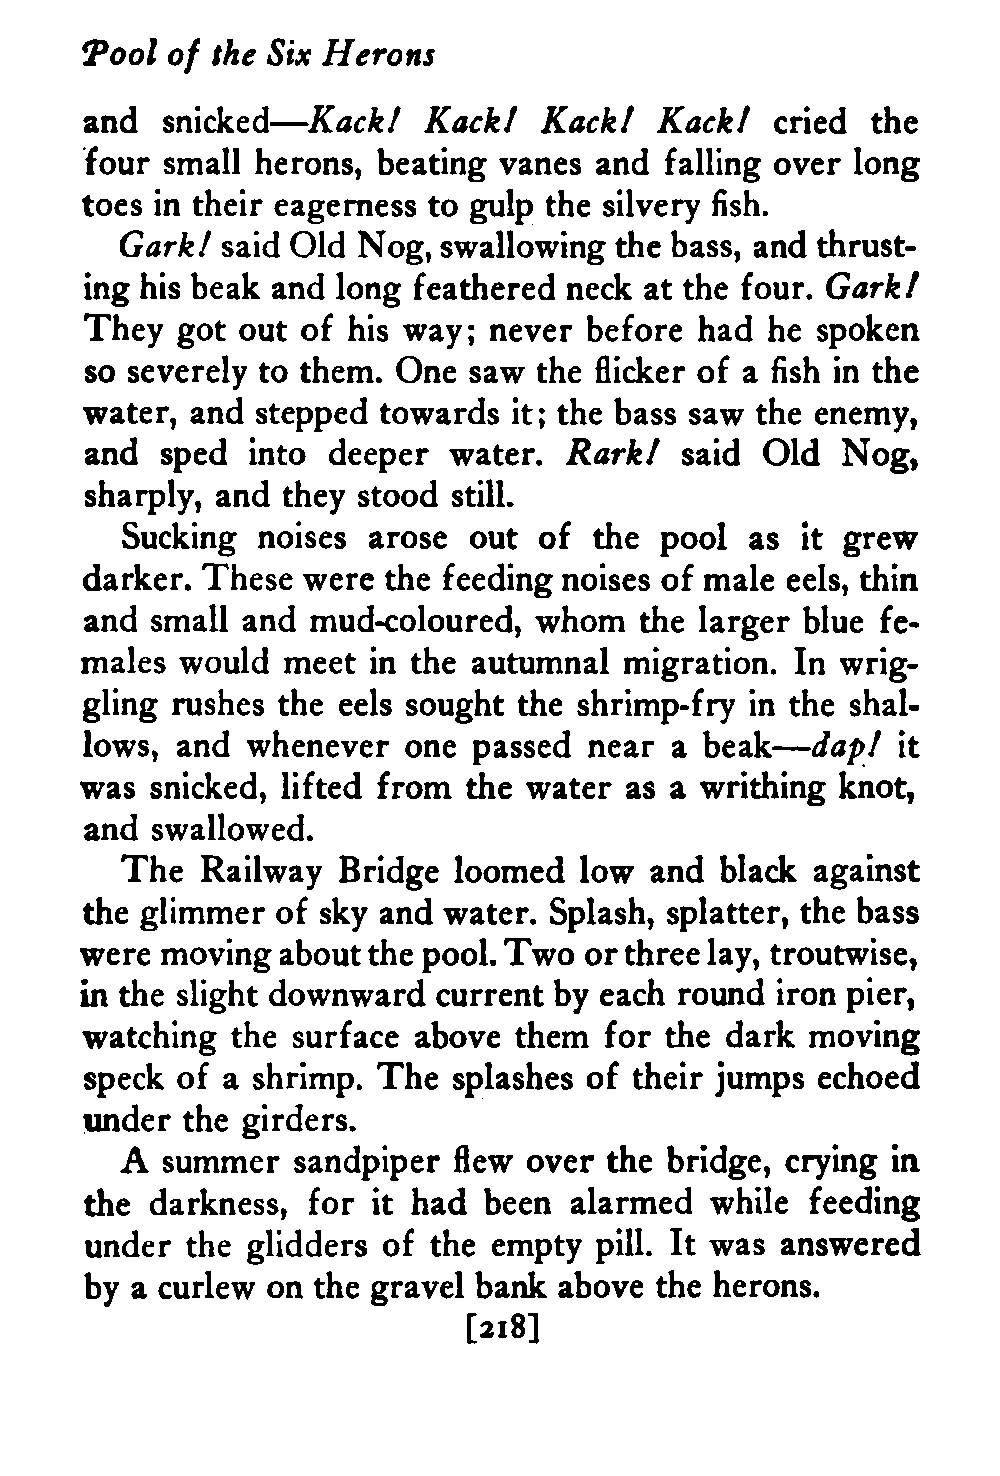 Pool of the Six Herons
and snicked—Kack! Kack! Kack! Kack! cried the
four small herons, beating vanes and falling over long
toes in their eagerness to gulp the silvery fish.
Gark! said Old Nog, swallowing the bass, and thrust-
ing his beak and long feathered neck at the four. Gark!
They got out of his way; never before had he spoken
so severely to them. One saw the flicker of a fish in the
water, and stepped towards it; the bass saw the enemy,
and sped into deeper water. Rark! said Old Nog,
sharply, and they stood still.
Sucking noises arose out of the pool as it grew
darker. These were the feeding noises of male eels, thin
and small and mud-coloured, whom the larger blue fe-
males would meet in the autumnal migration. In wrig-
gling rushes the eels sought the shrimp-fry in the shal-
lows, and whenever one passed near a beak—dap! it
was snicked, lifted from the water as a writhing knot,
and swallowed.
The Railway Bridge loomed low and black against
the glimmer of sky and water. Splash, splatter, the bass
were moving about the pool. Two or three lay, troutwise,
in the slight downward current by each round iron pier,
watching the surface above them for the dark moving
speck of a shrimp. The splashes of their jumps echoed
under the girders.
A summer sandpiper flew over the bridge, crying in
the darkness, for it had been alarmed while feeding
under the glidders of the empty pill. It was answered
by a curlew on the gravel bank above the herons.
[218]